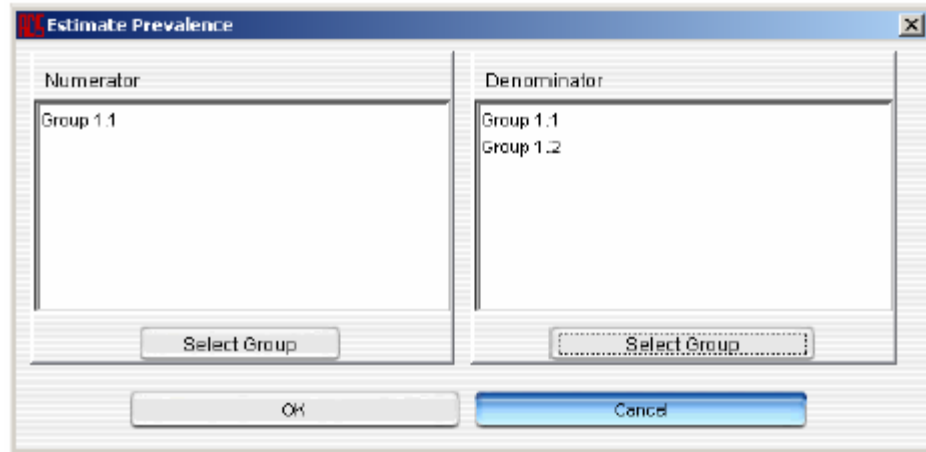 Estimate Prevalence
Numerator
Group 1.1
Select Group
Denominator
Group 1.1
Group 1.2
Select Group
OK
Cancel